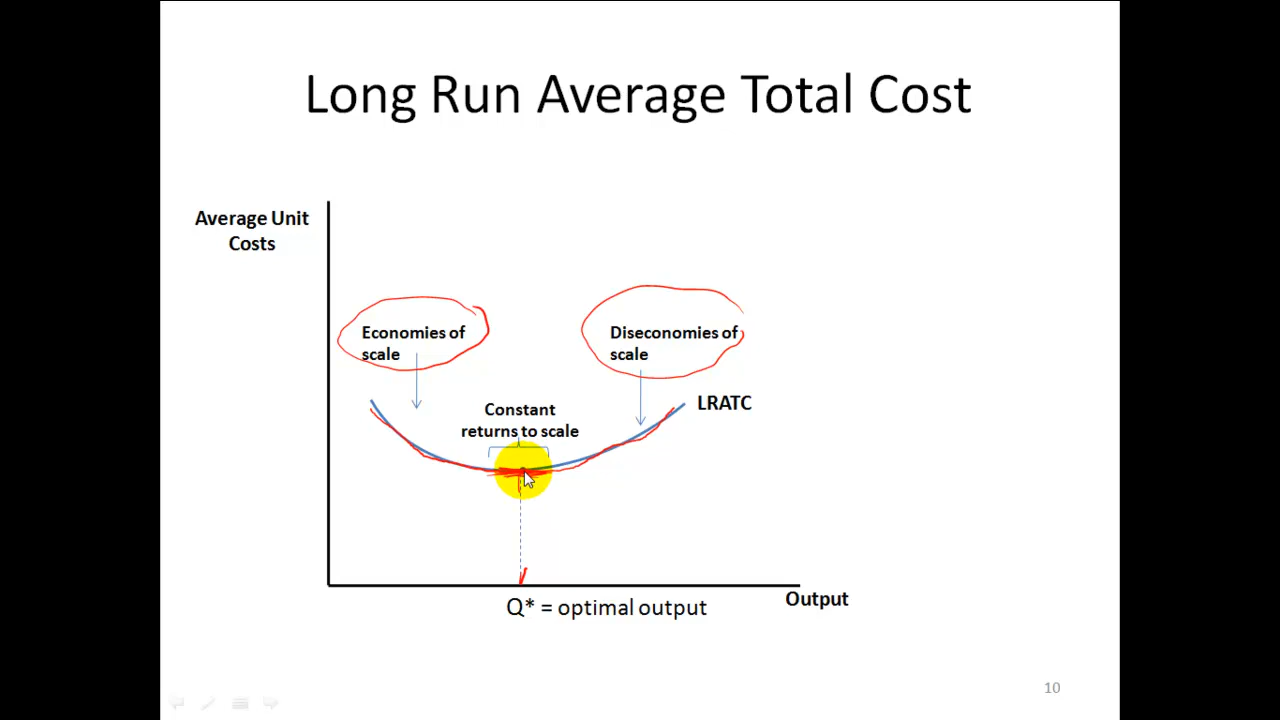 Long Run Average Total Cost
Average Unit
Costs
Economies of
scale
Diseconomies of
scale
Constant
returns to scale
LRATC
Output
Q* = optimal output
10